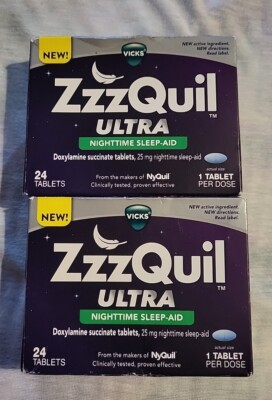 NEW!
VICKS
NEW active ingredient
NEW directions.
Read label
ZzzQuil™
ULTRA
NIGHTTIME SLEEP-AID
Doxylamine succinate tablets, 25 mg nighttime sleep-aid
actual size
24
TABLETS
From the makers of NyQuil
Clinically tested, proven effective
1 TABLET
PER DOSE
NEW!
VICKS
NEW active ingredient
NEW directions.
Read label
ZzzQuil™
ULTRA
NIGHTTIME SLEEP-AID
Doxylamine succinate tablets, 25 mg nighttime sleep-aid
actual size
24
TABLETS
From the makers of NyQuil
Clinically tested, proven effective
1 TABLET
PER DOSE